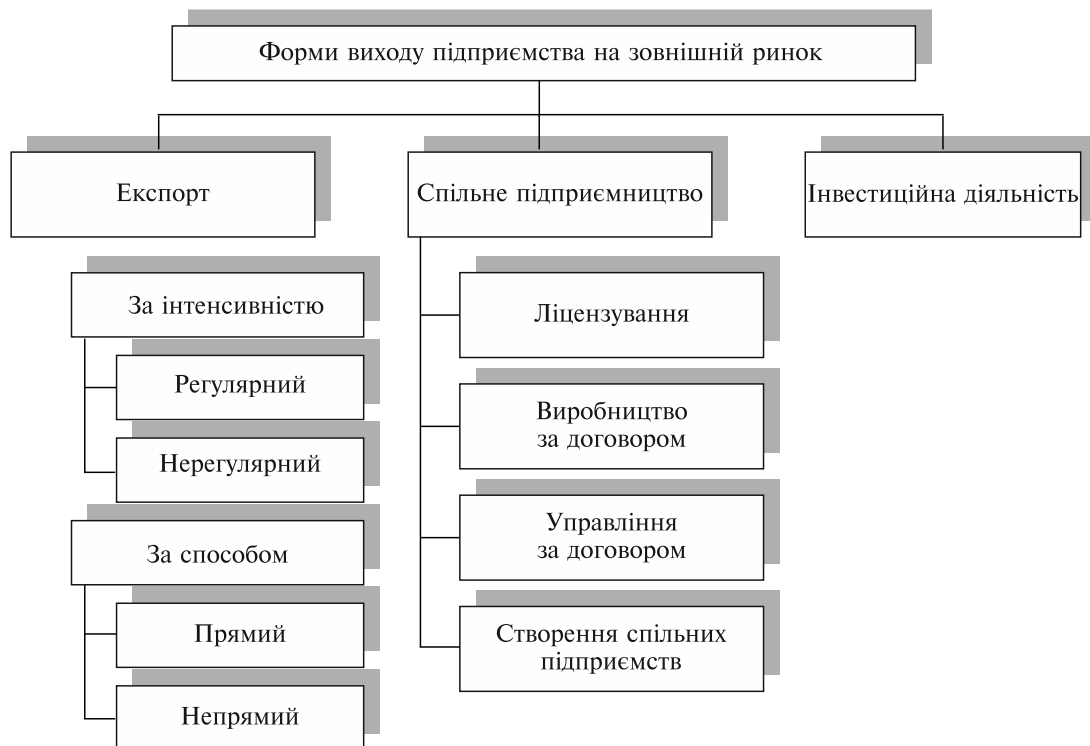 Форми виходу підприємства на зовнішній ринок
Експорт
За інтенсивністю
Регулярний
Нерегулярний
За способом
Прямий
Непрямий
Спільне підприємництво
Ліцензування
Виробництво
за договором
Управління
за договором
Створення спільних
підприємств
Інвестиційна діяльність